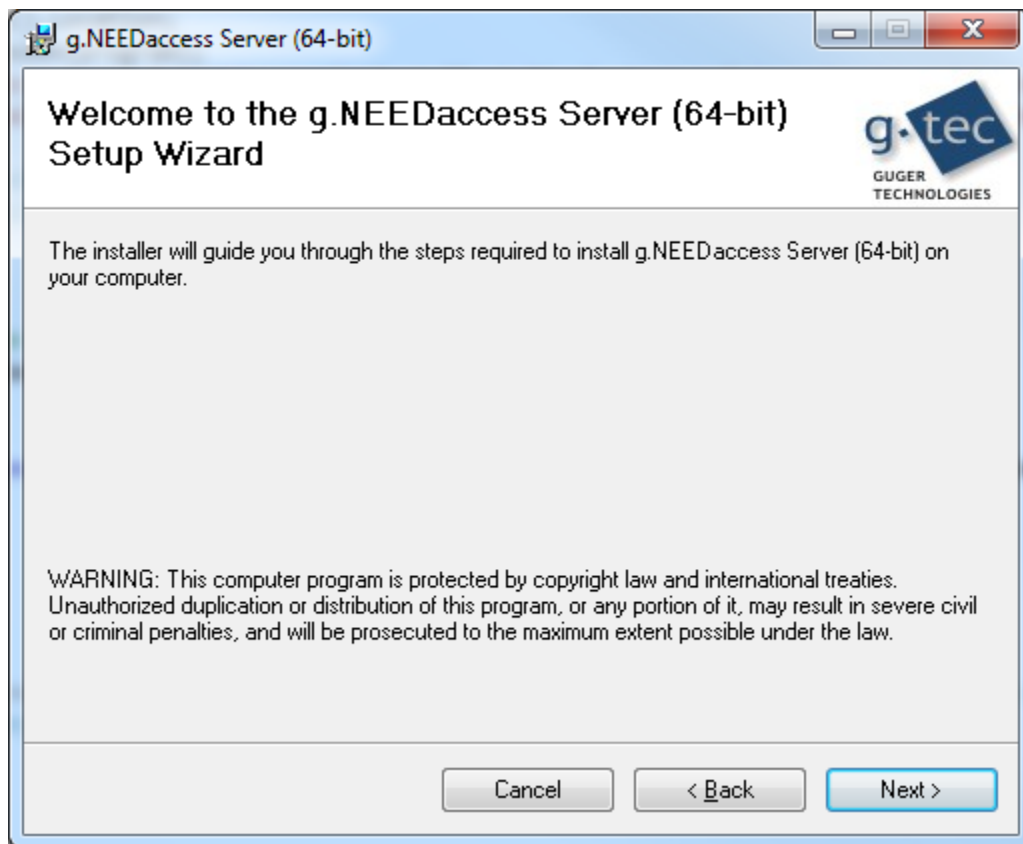 g.NEEDaccess Server (64-bit)
Welcome to the g.NEEDaccess Server (64-bit)
Setup Wizard
g.tec
GUGER
TECHNOLOGIES
The installer will guide you through the steps required to install g.NEEDaccess Server (64-bit) on
your computer.
WARNING: This computer program is protected by copyright law and international treaties.
Unauthorized duplication or distribution of this program, or any portion of it, may result in severe civil
or criminal penalties, and will be prosecuted to the maximum extent possible under the law.
Cancel
< Back
Next >